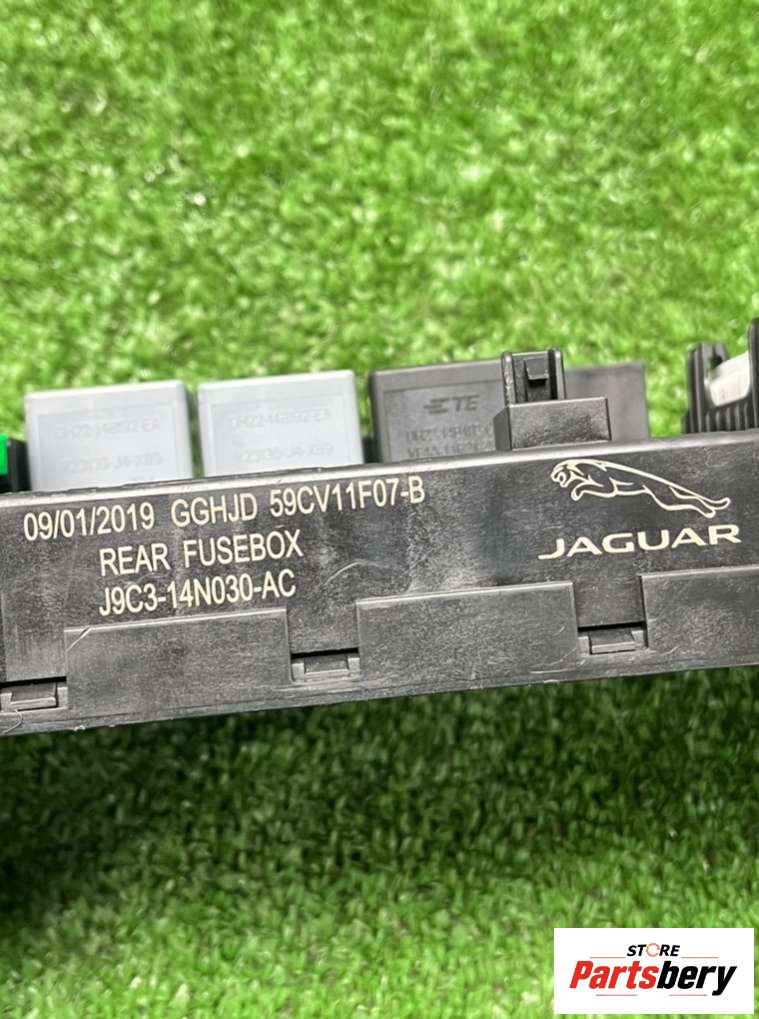 TE
09/01/2019 GGHJD 59CV11F07-B
REAR FUSEBOX
J9C3-14N030-AC
JAGUAR
STORE
Partsbery